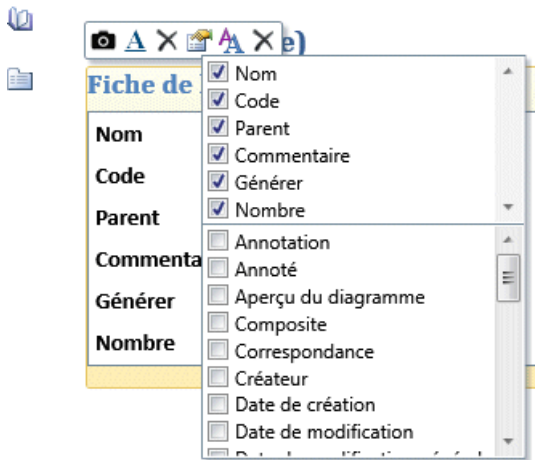 A A e)
Fiche de
Nom
Code
Parent
Commenta
Générer
Nombre
Nom
Code
Parent
Commentaire
Générer
Nombre
Annotation
Annoté
Aperçu du diagramme
Composite
Correspondance
Créateur
Date de création
Date de modification